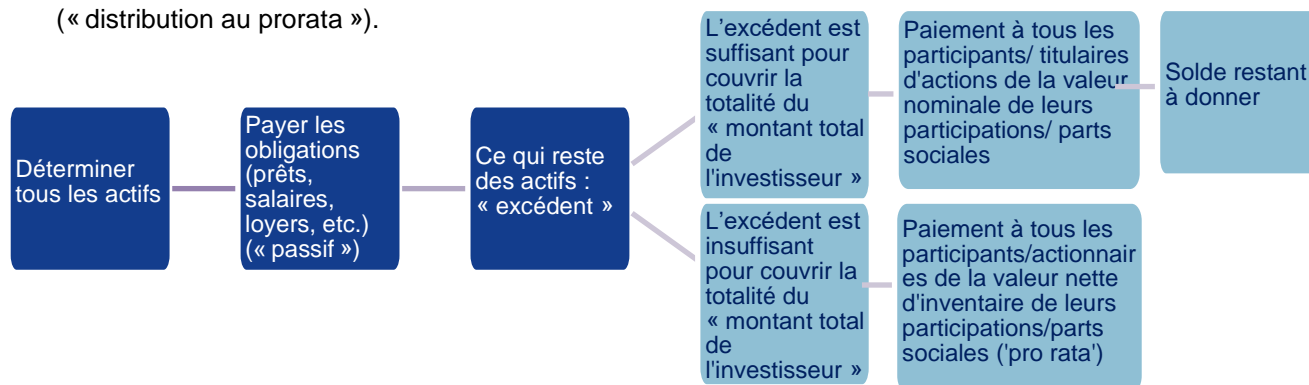 (« distribution au prorata »).
Déterminer
tous les actifs
Payer les
obligations
(prêts,
salaires,
loyers, etc.)
(« passif »)
Ce qui reste
des actifs :
« excédent »
L'excédent est
suffisant pour
couvrir la
totalité du
« montant total
de
l'investisseur »
Paiement à tous les
participants/ titulaires
d'actions de la valeur
nominale de leurs
participations/ parts
sociales
Solde restant
à donner
L'excédent est
insuffisant
pour couvrir la
totalité du
« montant total
de
l'investisseur »
Paiement à tous les
participants/actionnair
es de la valeur nette
d'inventaire de leurs
participations/parts
sociales ('pro rata')